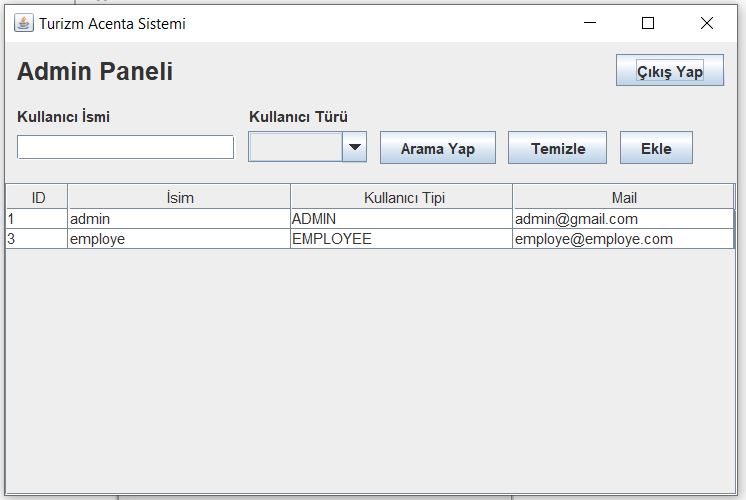 Turizm Acenta Sistemi
Admin Paneli
Çıkış Yap
Kullanıcı İsmi
Kullanıcı Türü
Arama Yap
Temizle
Ekle
ID İsim Kullanıcı Tipi Mail
1 admin ADMIN admin@gmail.com
3 employe EMPLOYEE employe@employe.com